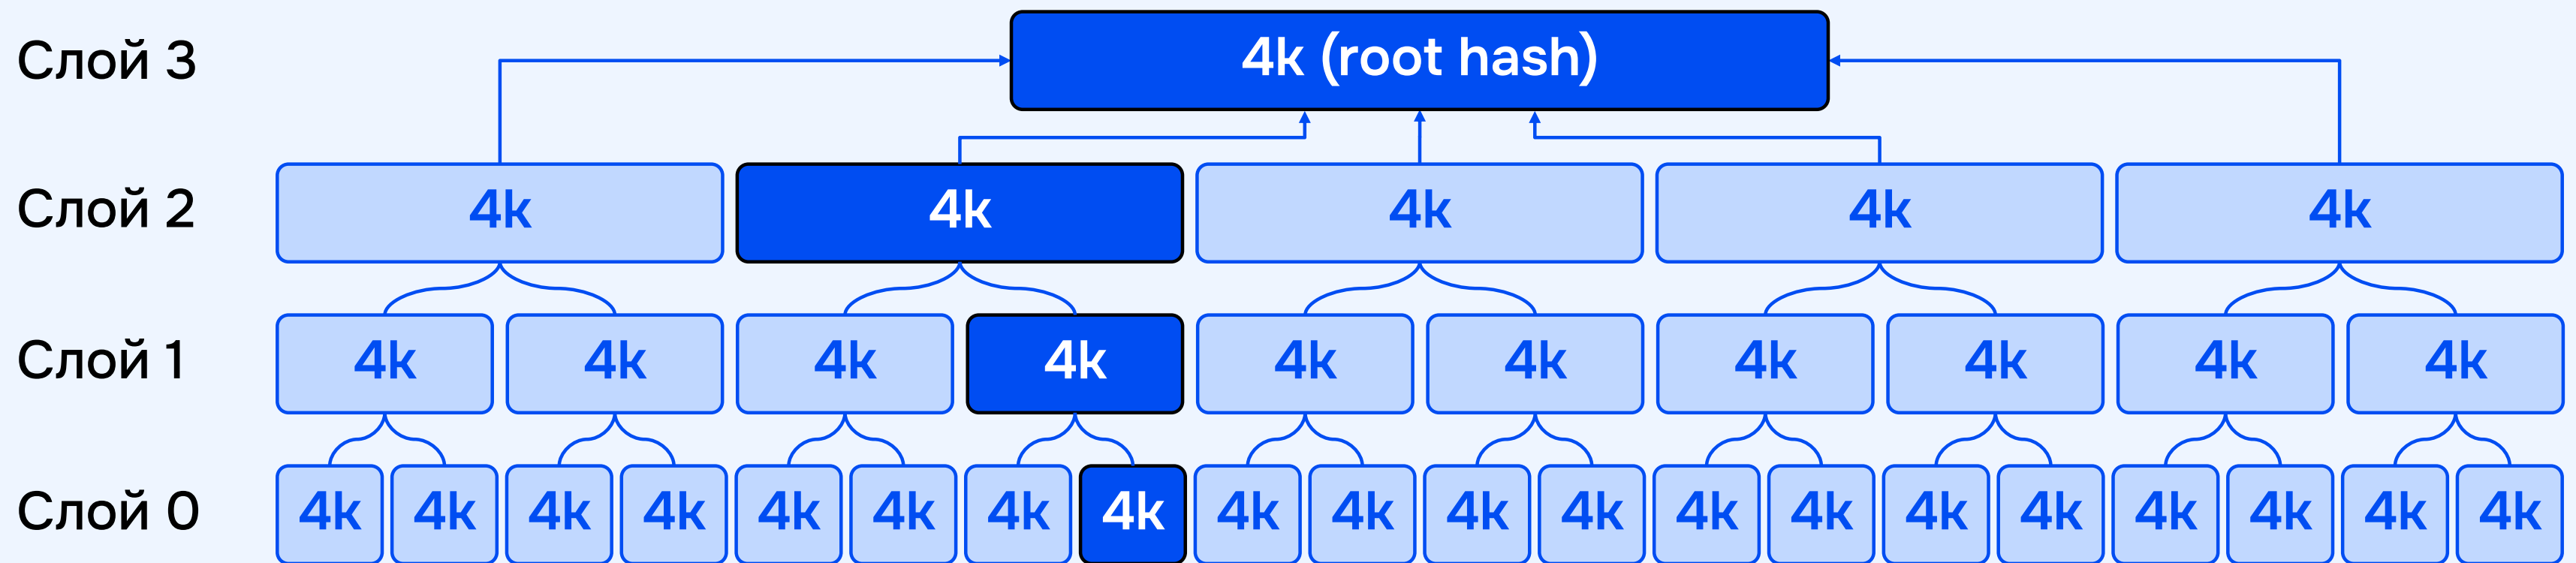 Слой 3 4k (root hash)
Слой 2 4k 4k 4k 4k 4k
Слой 1 4k 4k 4k 4k 4k 4k 4k 4k 4k 4k
Слой 0 4k 4k 4k 4k 4k 4k 4k 4k 4k 4k 4k 4k 4k 4k 4k 4k 4k 4k 4k 4k